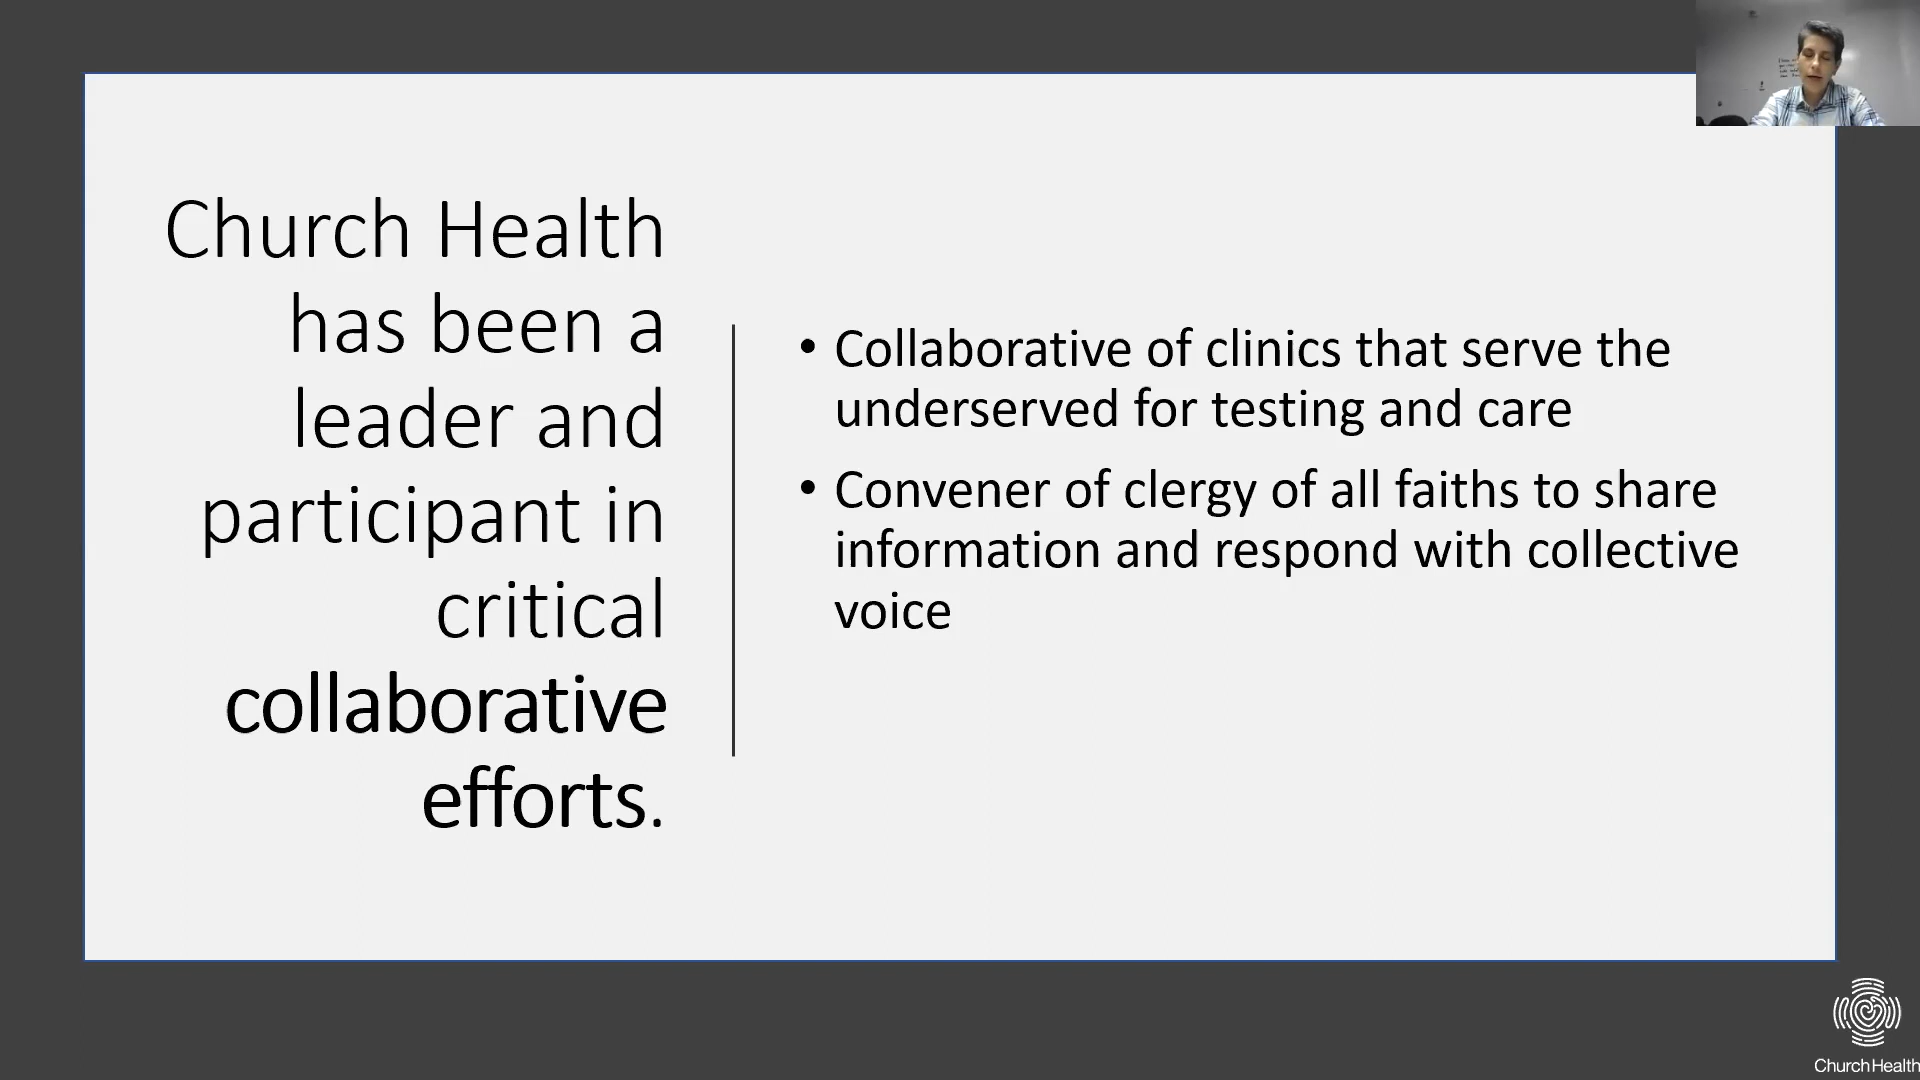 Church Health
has been a
leader and
participant in
critical
collaborative
efforts.
• Collaborative of clinics that serve the
underserved for testing and care
• Convener of clergy of all faiths to share
information and respond with collective
voice
Church Health